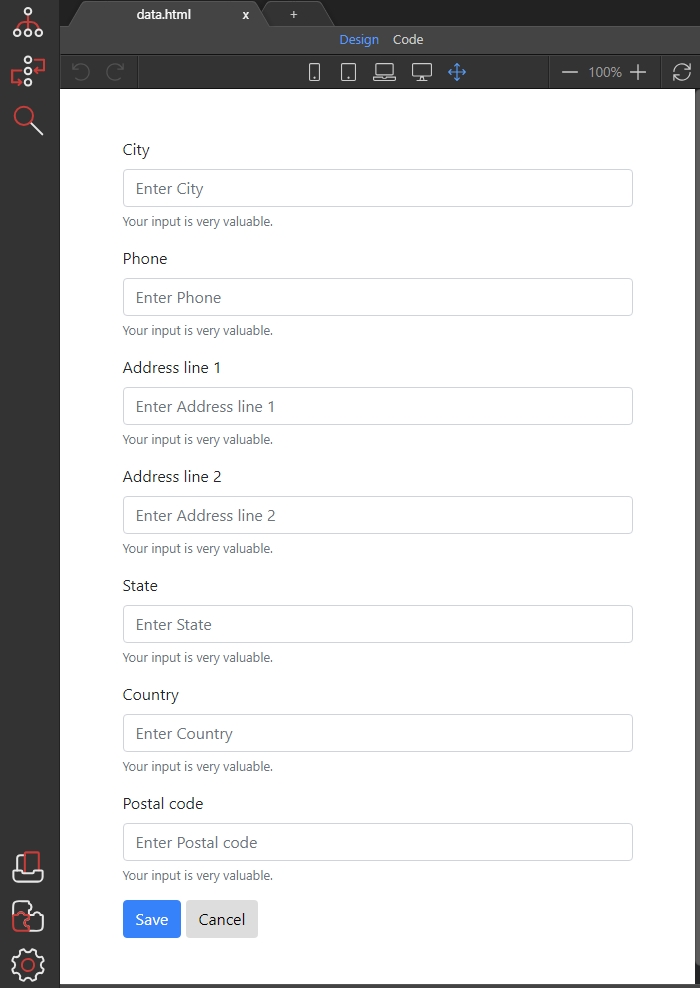 data.html x +
Design Code
100%
City
Enter City
Your input is very valuable.
Phone
Enter Phone
Your input is very valuable.
Address line 1
Enter Address line 1
Your input is very valuable.
Address line 2
Enter Address line 2
Your input is very valuable.
State
Enter State
Your input is very valuable.
Country
Enter Country
Your input is very valuable.
Postal code
Enter Postal code
Your input is very valuable.
Save Cancel